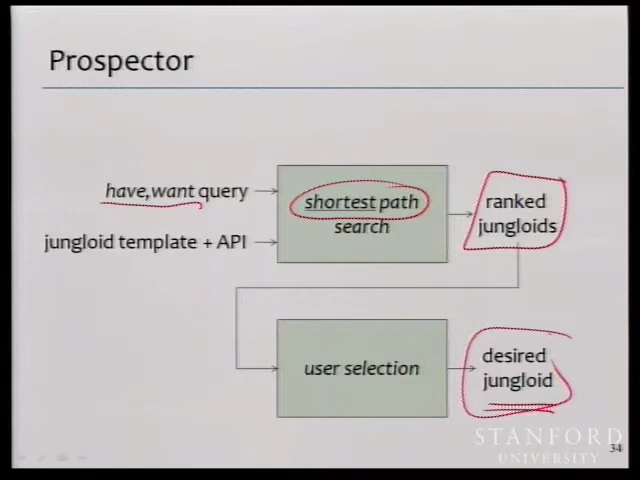 Prospector
have,want query
jungloid template + API
shortest path
search
ranked
jungloids
user selection
desired
jungloid
STANFORD
UNIVERSITY
34